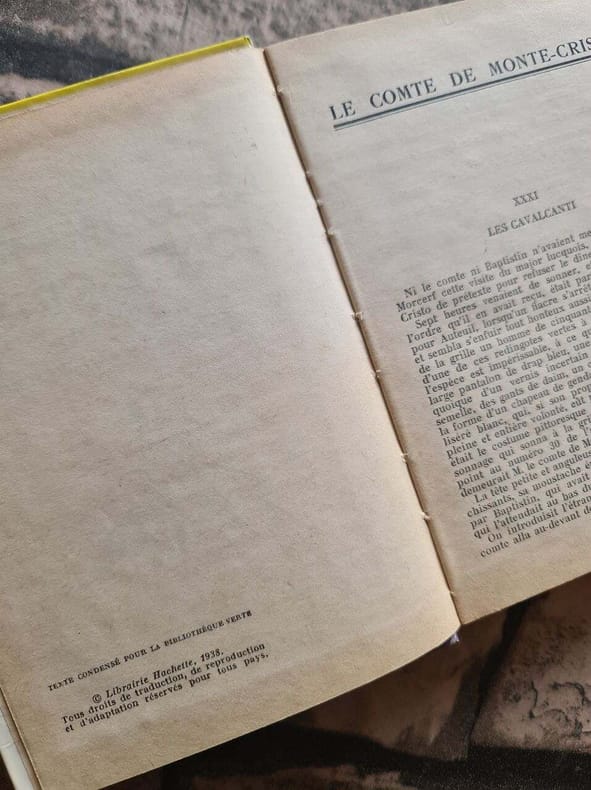 TEXTE CONDENSÉ POUR LA BIBLIOTHÈQUE VERTE
© Librairie Hachette, 1938.
Tous droits de traduction, de reproduction
et d'adaptation réservés pour tous pays.
LE COMTE DE MONTE-CRIS
XXXI
LES CAVALCANTI
Ni le comte ni Baptistin n'avaient me
Morcerf cette visite du major lucquois,
Cristo de prétexte pour refuser le dîne
Sept heures venaient de sonner, e
l'ordre qu'il en avait reçu, était par
pour Auteuil, lorsqu'un fiacre s'arrêt
et sembla s'enfuir tout honteux aussi
de la grille un homme de cinquant
d'une de ces redingotes vertes à
l'espèce est impérissable, à ce qu
large pantalon de drap bleu, une
quoique d'un vernis incertain
semelle, des gants de daim, un
la forme d'un chapeau de gend
liséré blanc, qui, si son prop
pleine et entière volonté, eût
était le costume pittoresque
sonnage qui sonna à la gri
point au numéro 30 de l'
demeurait M. le comte de M
La tête petite et anguleus
chissants, sa moustache é
par Baptistin, qui avait
qui l'attendait au bas d
On introduisit l'étran
comte alla au-devant de